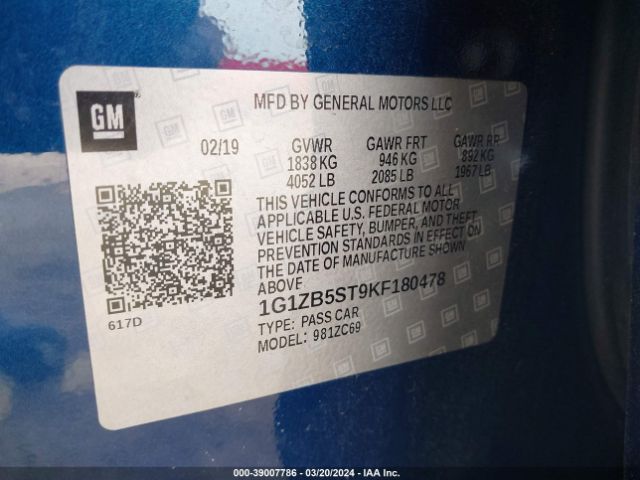 GM
MFD BY GENERAL MOTORS LLC
02/19 GVWR GAWR FRT GAWR RR
1838 KG 946 KG 892 KG
4052 LB 2085 LB 1967 LB
THIS VEHICLE CONFORMS TO ALL
APPLICABLE U.S. FEDERAL MOTOR
VEHICLE SAFETY, BUMPER, AND THEFT
PREVENTION STANDARDS IN EFFECT ON
THE DATE OF MANUFACTURE SHOWN
ABOVE
1G1ZB5ST9KF180478
TYPE: PASS CAR
MODEL: 981ZC69
617D
000-39007786 - 03/20/2024 - IAA Inc.